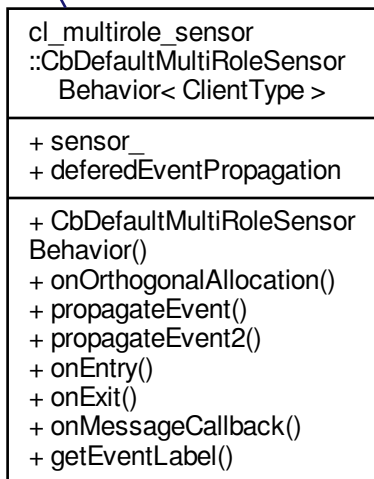 cl_multirole_sensor
::CbDefaultMultiRoleSensor
Behavior< ClientType >
+ sensor_
+ deferedEventPropagation
+ CbDefaultMultiRoleSensor
Behavior()
+ onOrthogonalAllocation()
+ propagateEvent()
+ propagateEvent2()
+ onEntry()
+ onExit()
+ onMessageCallback()
+ getEventLabel()